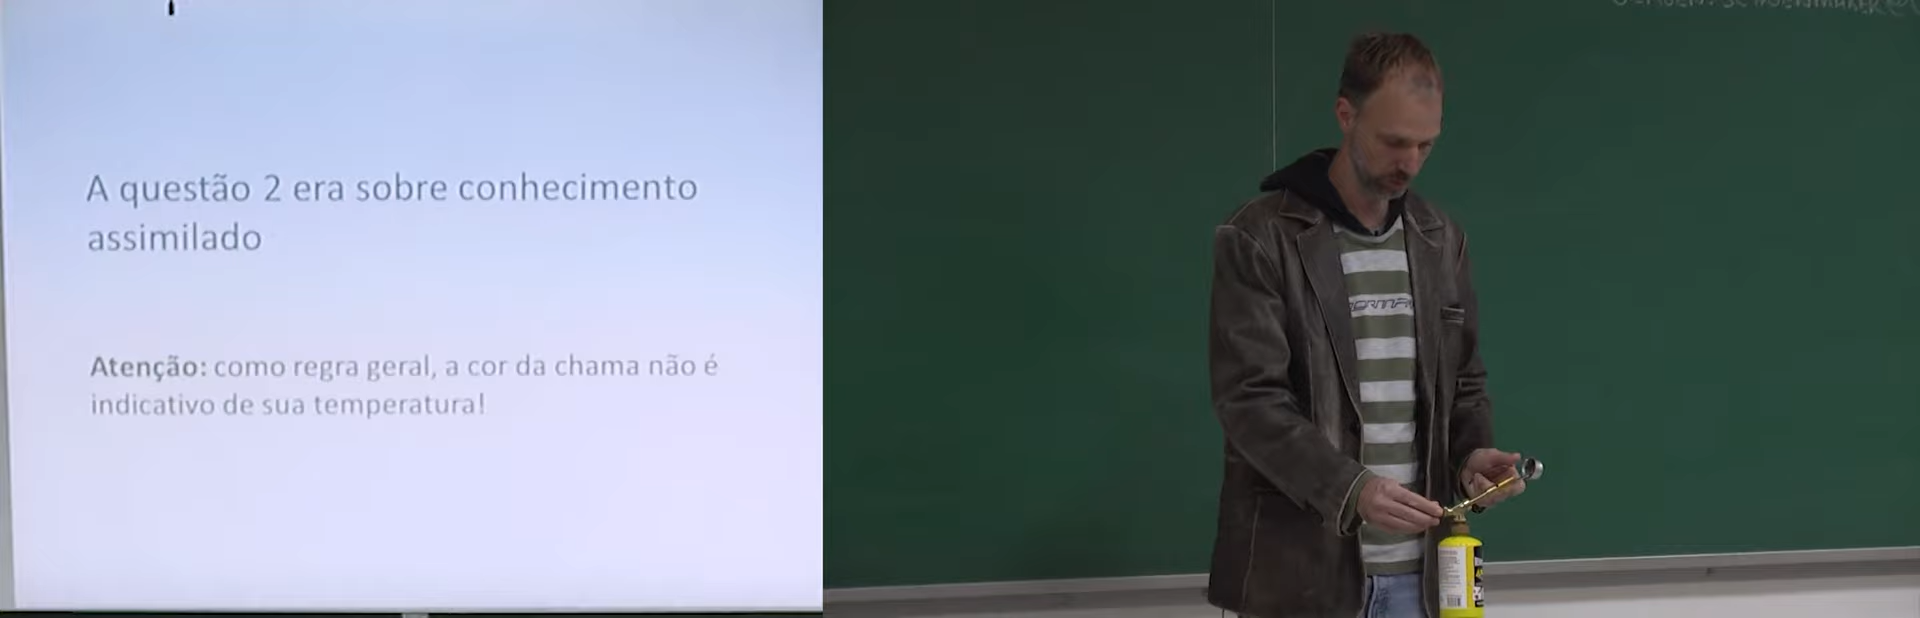 A questão 2 era sobre conhecimento
assimilado
Atenção: como regra geral, a cor da chama não é
indicativo de sua temperatura!